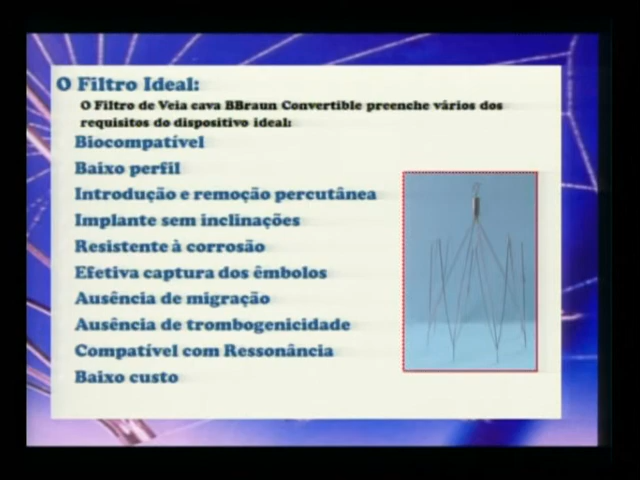 O Filtro Ideal:
O Filtro de Veia cava BBraun Convertible preenche vários dos
requisitos do dispositivo ideal:
Biocompatível
Baixo perfil
Introdução e remoção percutânea
Implante sem inclinações
Resistente à corrosão
Efetiva captura dos êmbolos
Ausência de migração
Ausência de trombogenicidade
Compatível com Ressonância
Baixo custo